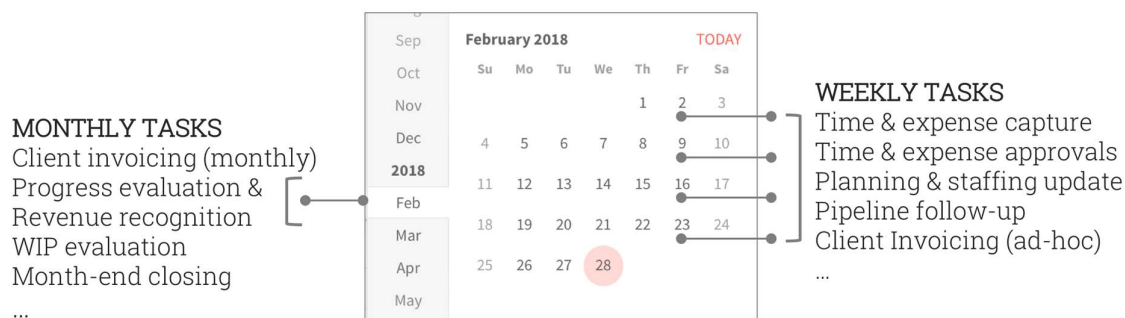 MONTHLY TASKS
Client invoicing (monthly)
Progress evaluation &
Revenue recognition
WIP evaluation
Month-end closing
...
Sep
Oct
Nov
Dec
2018
Feb
Mar
Apr
May
February 2018 TODAY
Su Mo Tu We Th Fr Sa
1 2 3
4 5 6 7 8 9 10
11 12 13 14 15 16 17
18 19 20 21 22 23 24
25 26 27 28
WEEKLY TASKS
Time & expense capture
Time & expense approvals
Planning & staffing update
Pipeline follow-up
Client Invoicing (ad-hoc)
...